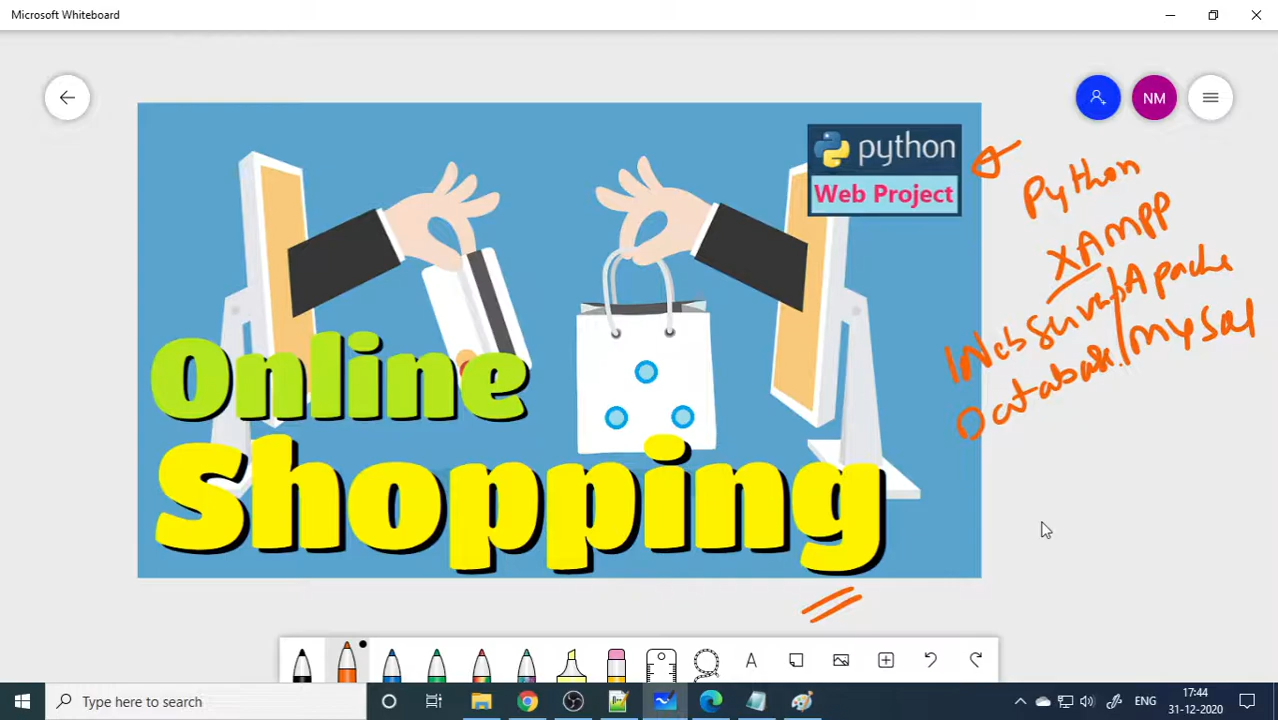 Microsoft Whiteboard
NM
python
Web Project
Python
XAMPP
Web Server/Apache
Database/MySQL
Online
Shopping
A
Type here to search
ENG
17:44
31-12-2020